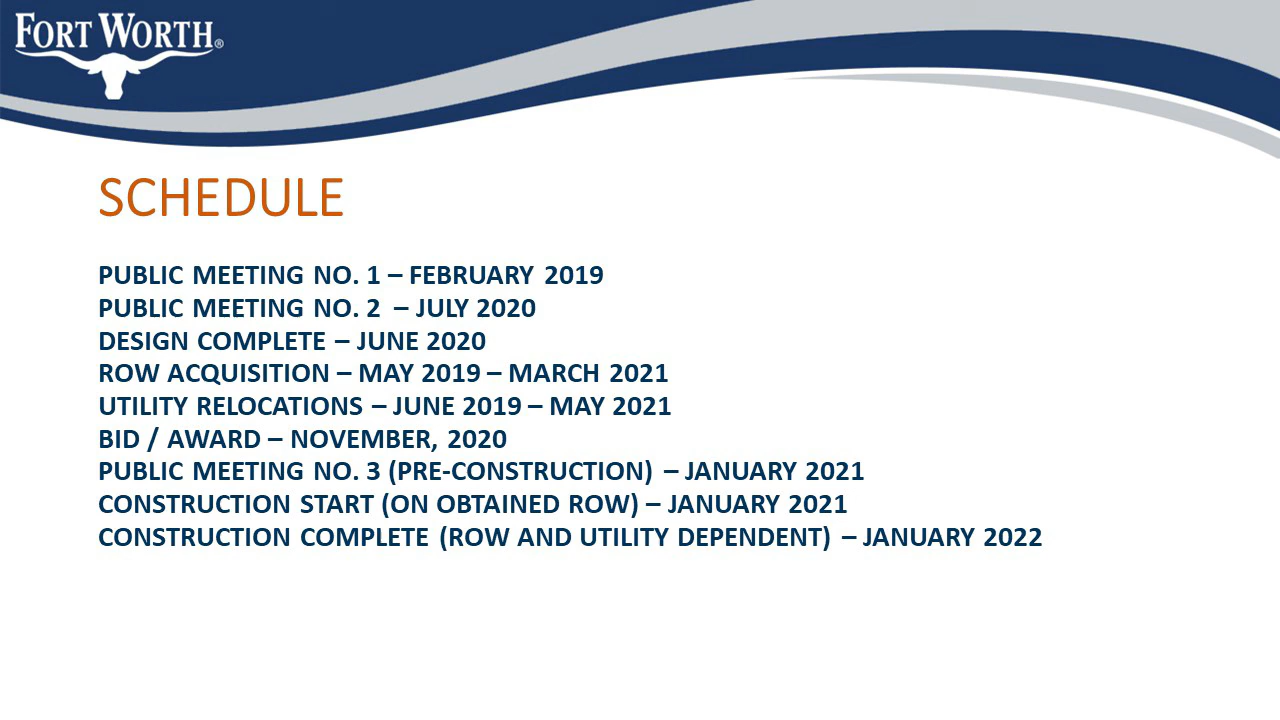 FORT WORTH®
SCHEDULE
PUBLIC MEETING NO. 1 – FEBRUARY 2019
PUBLIC MEETING NO. 2 – JULY 2020
DESIGN COMPLETE – JUNE 2020
ROW ACQUISITION – MAY 2019 – MARCH 2021
UTILITY RELOCATIONS – JUNE 2019 – MAY 2021
BID / AWARD – NOVEMBER, 2020
PUBLIC MEETING NO. 3 (PRE-CONSTRUCTION) – JANUARY 2021
CONSTRUCTION START (ON OBTAINED ROW) – JANUARY 2021
CONSTRUCTION COMPLETE (ROW AND UTILITY DEPENDENT) – JANUARY 2022